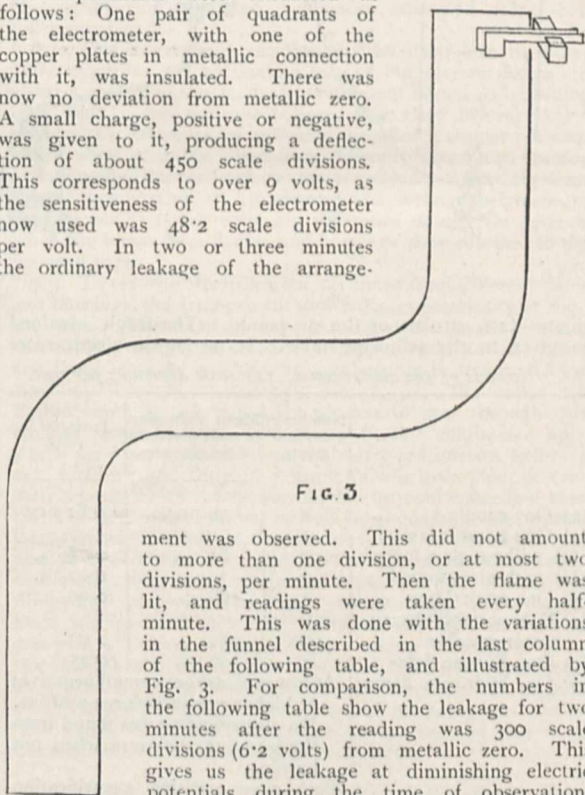 follows: One pair of quadrants of
the electrometer, with one of the
copper plates in metallic connection
with it, was insulated. There was
now no deviation from metallic zero.
A small charge, positive or negative,
was given to it, producing a deflec-
tion of about 450 scale divisions.
This corresponds to over 9 volts, as
the sensitiveness of the electrometer
now used was 48·2 scale divisions
per volt. In two or three minutes
the ordinary leakage of the arrange-
FIG. 3.
ment was observed. This did not amount
to more than one division, or at most two
divisions, per minute. Then the flame was
lit, and readings were taken every half-
minute. This was done with the variations
in the funnel described in the last column
of the following table, and illustrated by
Fig. 3. For comparison, the numbers in
the following table show the leakage for two
minutes after the reading was 300 scale
divisions (6·2 volts) from metallic zero. This
gives us the leakage at diminishing electric
potentials during the time of observation